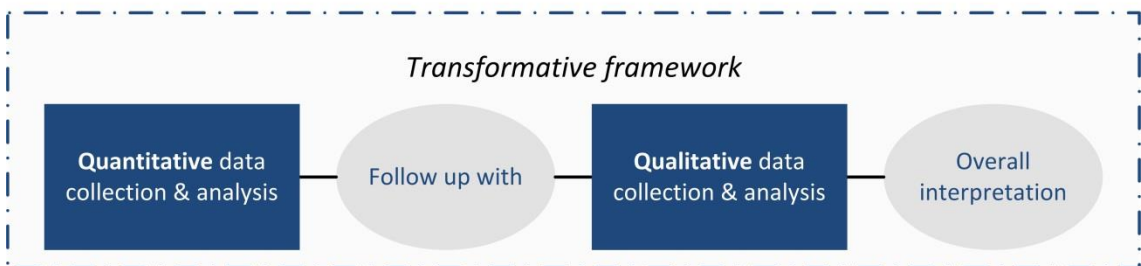 Transformative framework
Quantitative data
collection & analysis
Follow up with
Qualitative data
collection & analysis
Overall
interpretation